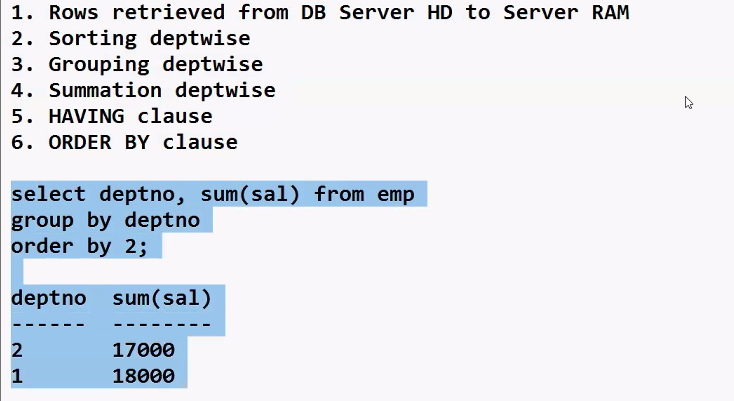 1. Rows retrieved from DB Server HD to Server RAM
2. Sorting deptwise
3. Grouping deptwise
4. Summation deptwise
5. HAVING clause
6. ORDER BY clause
select deptno, sum(sal) from emp
group by deptno
order by 2;
deptno  sum(sal)
------  --------
2       17000
1       18000